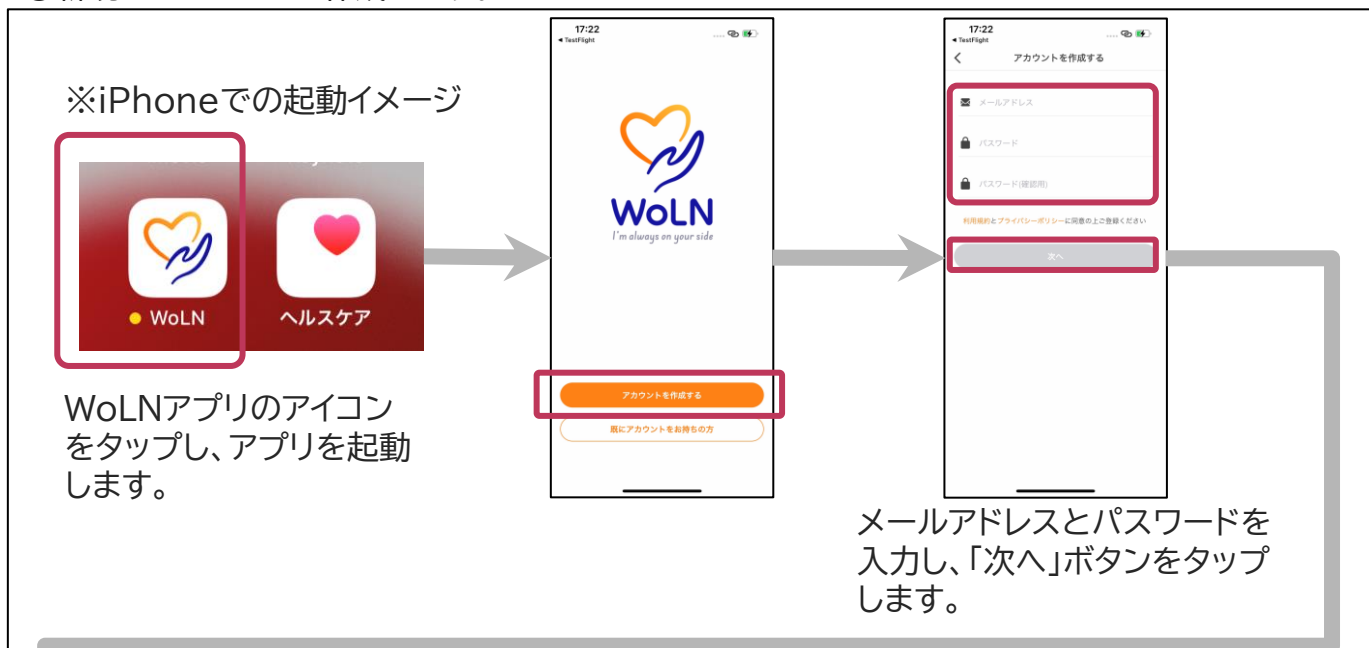 ※iPhoneでの起動イメージ
WoLN
ヘルスケア
WoLNアプリのアイコン
をタップし、アプリを起動
します。
17:22
◀ TestFlight
WoLN
I'm always on your side
アカウントを作成する
既にアカウントをお持ちの方
17:22
◀ TestFlight
アカウントを作成する
メールアドレス
パスワード
パスワード(確認用)
利用規約とプライバシーポリシーに同意の上ご登録ください
次へ
メールアドレスとパスワードを
入力し、「次へ」ボタンをタップ
します。